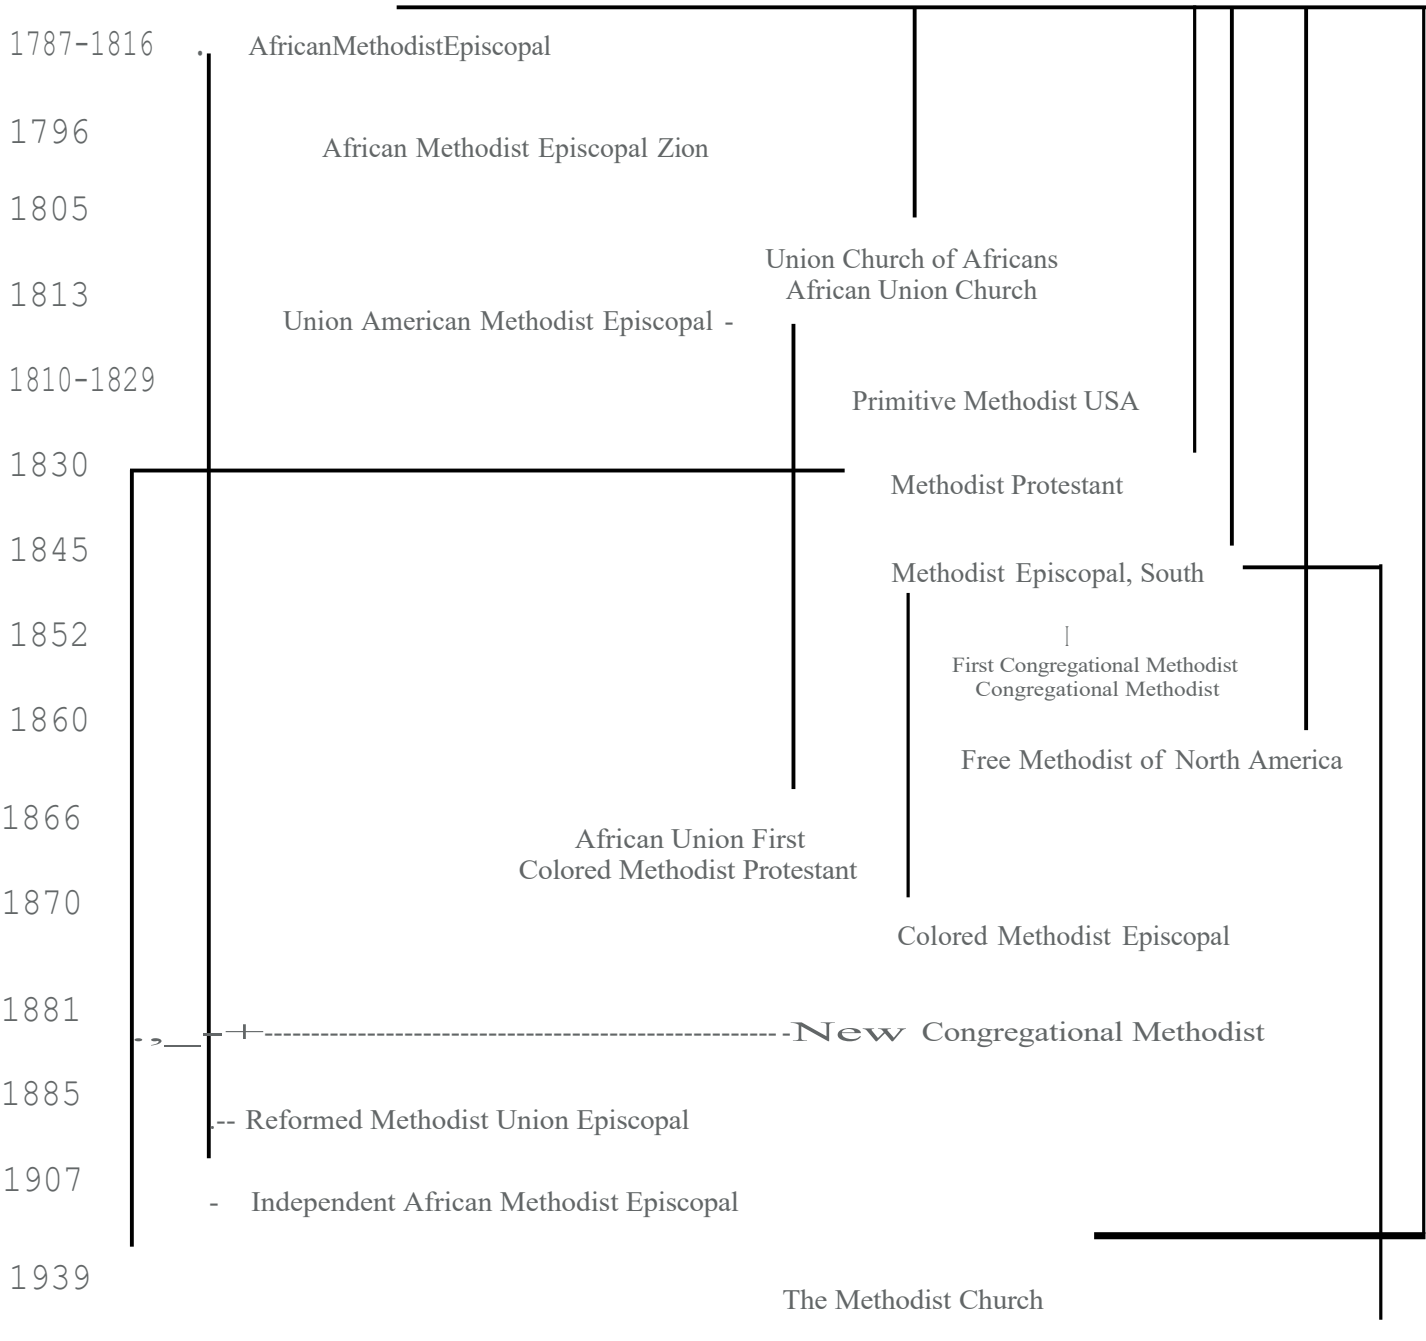 1787-1816 AfricanMethodistEpiscopal
1796
African Methodist Episcopal Zion
1805
Union Church of Africans
1813
African Union Church
Union American Methodist Episcopal -
1810-1829
Primitive Methodist USA
1830
Methodist Protestant
1845
Methodist Episcopal, South
1852
First Congregational Methodist
Congregational Methodist
1860
Free Methodist of North America
1866
African Union First
Colored Methodist Protestant
1870
Colored Methodist Episcopal
1881
New Congregational Methodist
1885
Reformed Methodist Union Episcopal
1907
- Independent African Methodist Episcopal
1939
The Methodist Church